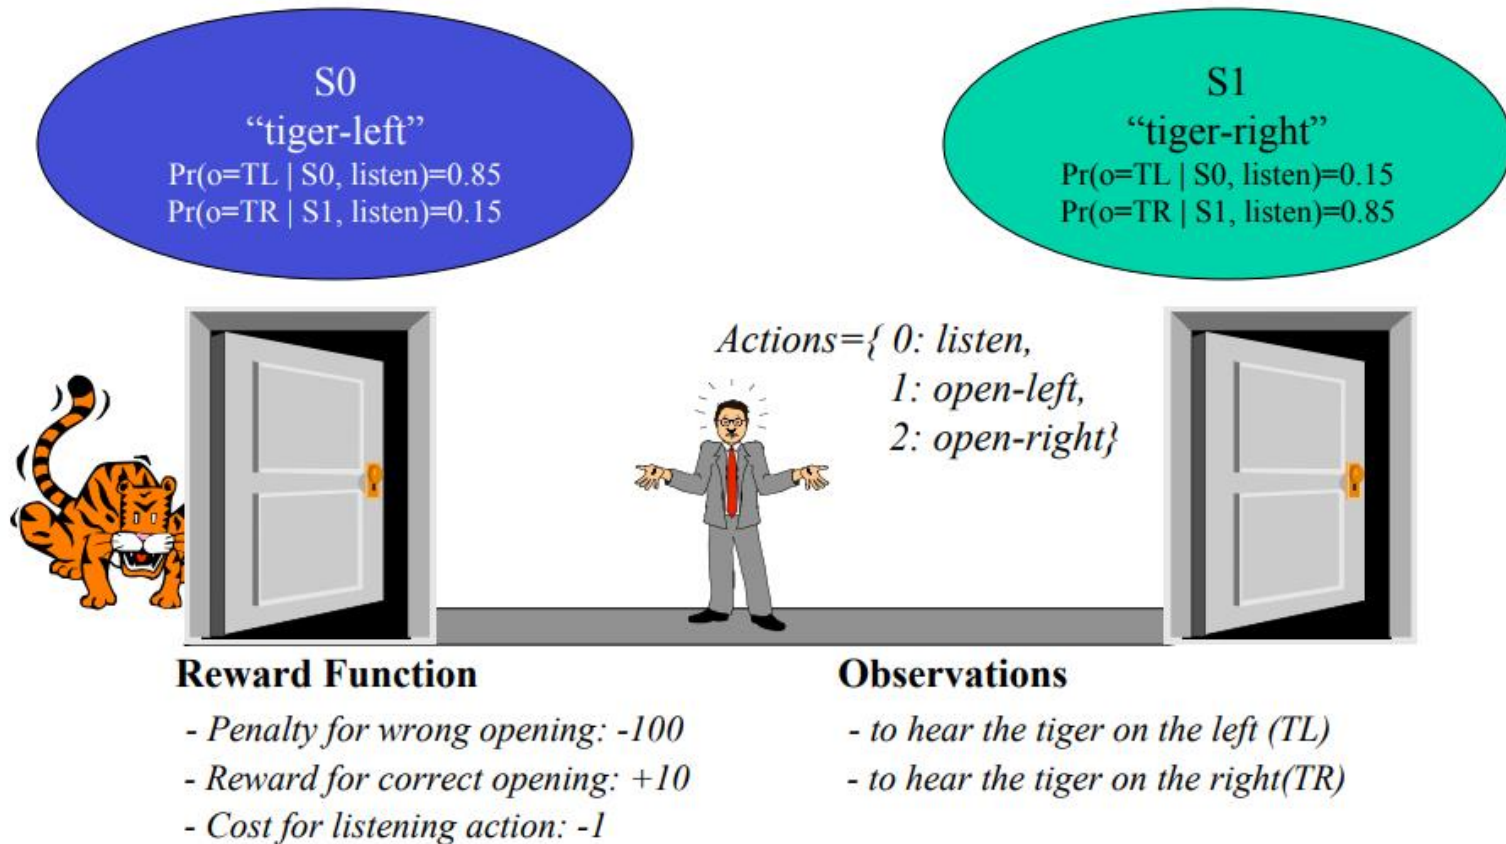 S0
“tiger-left”
Pr(o=TL | S0, listen)=0.85
Pr(o=TR | S1, listen)=0.15
S1
“tiger-right”
Pr(o=TL | S0, listen)=0.15
Pr(o=TR | S1, listen)=0.85
Actions={ 0: listen,
1: open-left,
2: open-right}
Reward Function
- Penalty for wrong opening: -100
- Reward for correct opening: +10
- Cost for listening action: -1
Observations
- to hear the tiger on the left (TL)
- to hear the tiger on the right(TR)